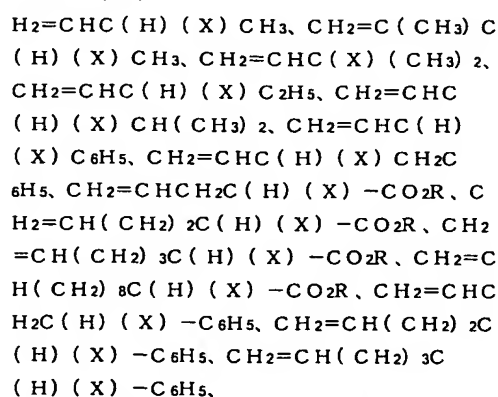 H2=CHC(H)(X)CH3、CH2=C(CH3)C
(H)(X)CH3、CH2=CHC(X)(CH3)2、
CH2=CHC(H)(X)C2H5、CH2=CHC
(H)(X)CH(CH3)2、CH2=CHC(H)
(X)C6H5、CH2=CHC(H)(X)CH2C
6H5、CH2=CHCH2C(H)(X)-CO2R、C
H2=CH(CH2)2C(H)(X)-CO2R、CH2
=CH(CH2)3C(H)(X)-CO2R、CH2=C
H(CH2)8C(H)(X)-CO2R、CH2=CHC
H2C(H)(X)-C6H5、CH2=CH(CH2)2C
(H)(X)-C6H5、CH2=CH(CH2)3C
(H)(X)-C6H5、